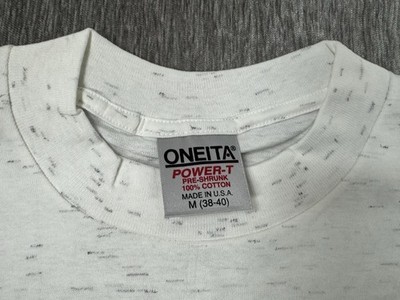 ONEITA®
POWER-T
PRE-SHRUNK
100% COTTON
MADE IN U.S.A.
M (38-40)